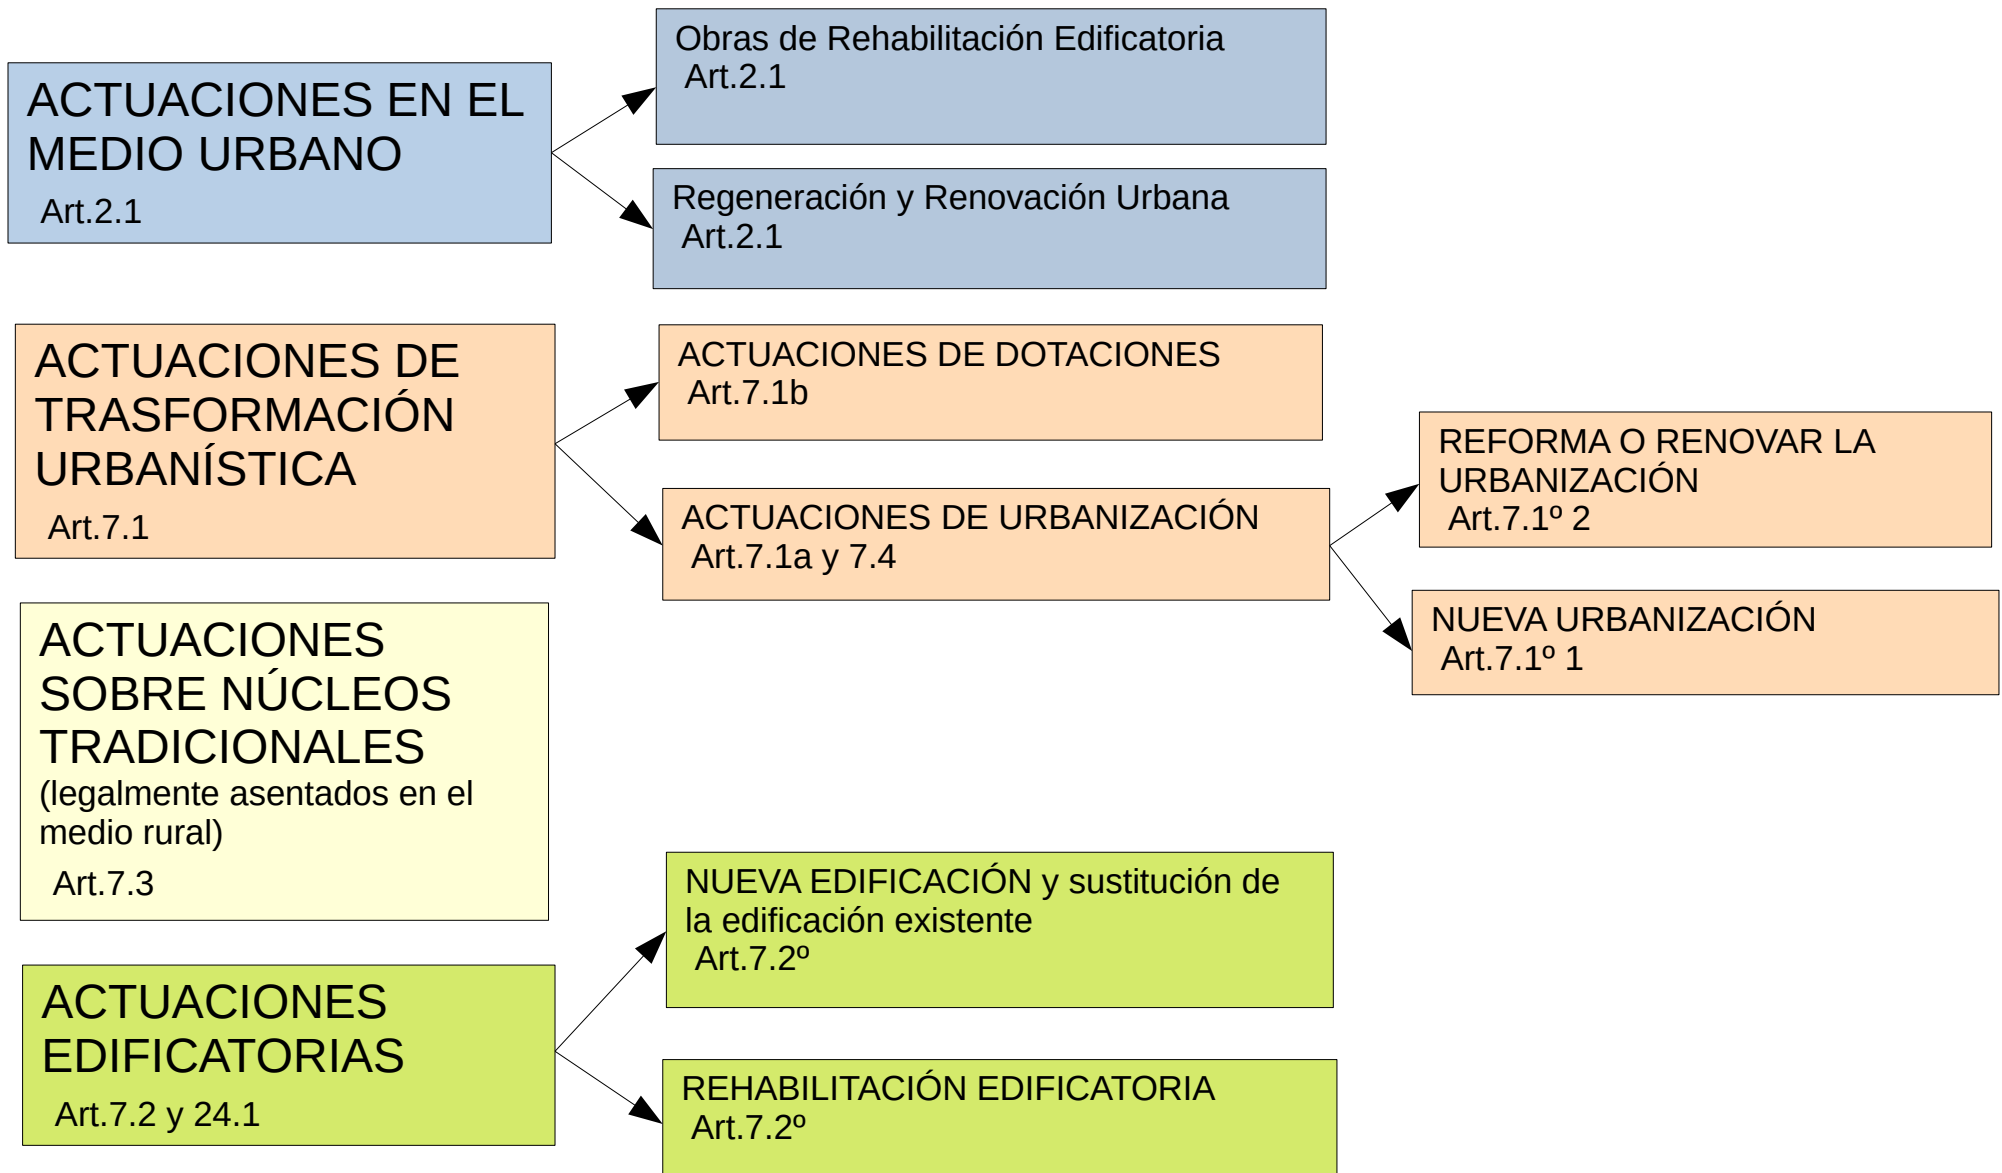 ACTUACIONES EN EL
MEDIO URBANO
Art.2.1
Obras de Rehabilitación Edificatoria
Art.2.1
Regeneración y Renovación Urbana
Art.2.1
ACTUACIONES DE
TRASFORMACIÓN
URBANÍSTICA
Art.7.1
ACTUACIONES DE DOTACIONES
Art.7.1b
ACTUACIONES DE URBANIZACIÓN
Art.7.1a y 7.4
REFORMA O RENOVAR LA
URBANIZACIÓN
Art.7.1º 2
NUEVA URBANIZACIÓN
Art.7.1º 1
ACTUACIONES
SOBRE NÚCLEOS
TRADICIONALES
(legalmente asentados en el
medio rural)
Art.7.3
ACTUACIONES
EDIFICATORIAS
Art.7.2 y 24.1
NUEVA EDIFICACIÓN y sustitución de
la edificación existente
Art.7.2º
REHABILITACIÓN EDIFICATORIA
Art.7.2º